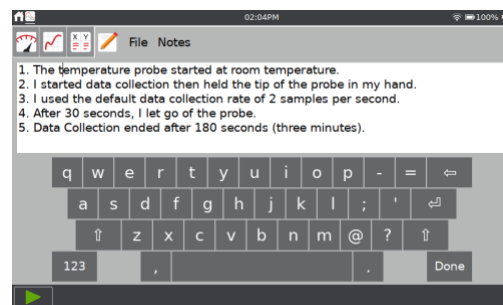 02:04PM 100%
File Notes
1. The temperature probe started at room temperature.
2. I started data collection then held the tip of the probe in my hand.
3. I used the default data collection rate of 2 samples per second.
4. After 30 seconds, I let go of the probe.
5. Data Collection ended after 180 seconds (three minutes).
q w e r t y u i o p - = ⇦
a s d f g h j k l ; ' ⏎
⇧ z x c v b n m @ ? ⇧
123 , . Done